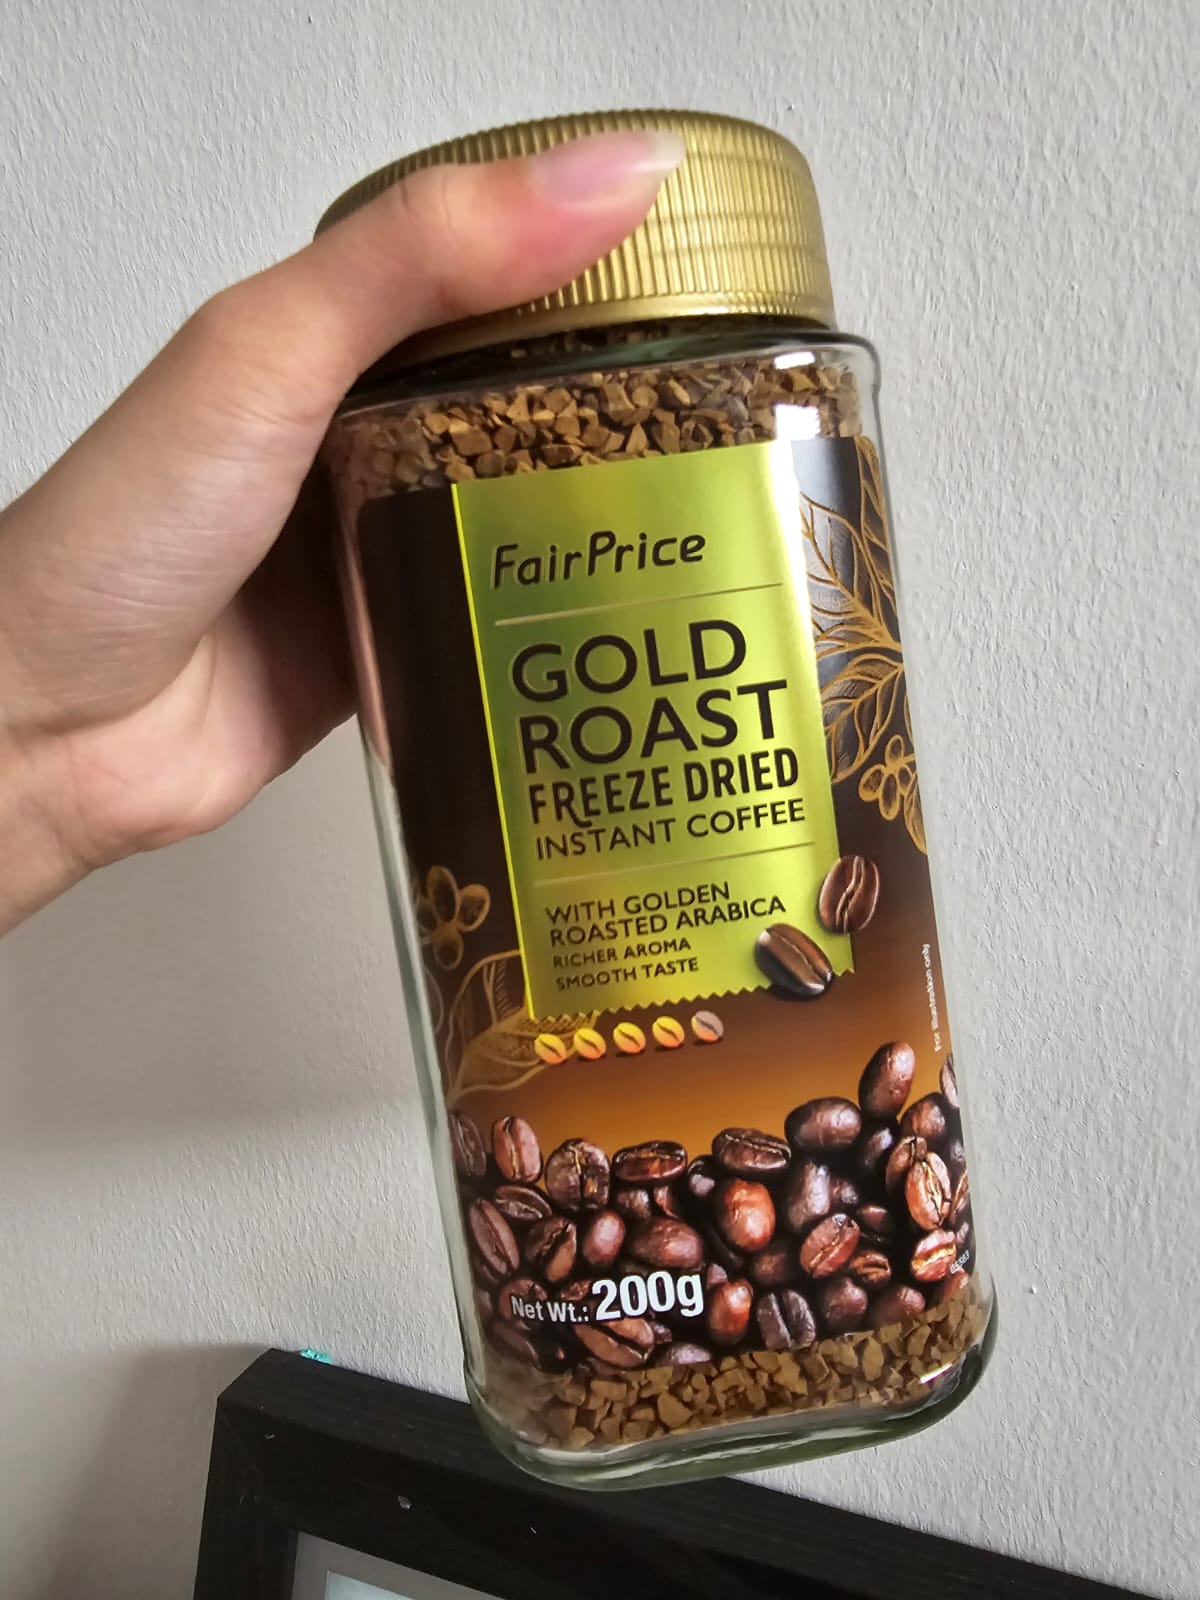 FairPrice
GOLD
ROAST
FREEZE DRIED
INSTANT COFFEE
WITH GOLDEN
ROASTED ARABICA
RICHER AROMA
SMOOTH TASTE
For illustration only
Net Wt.: 200g